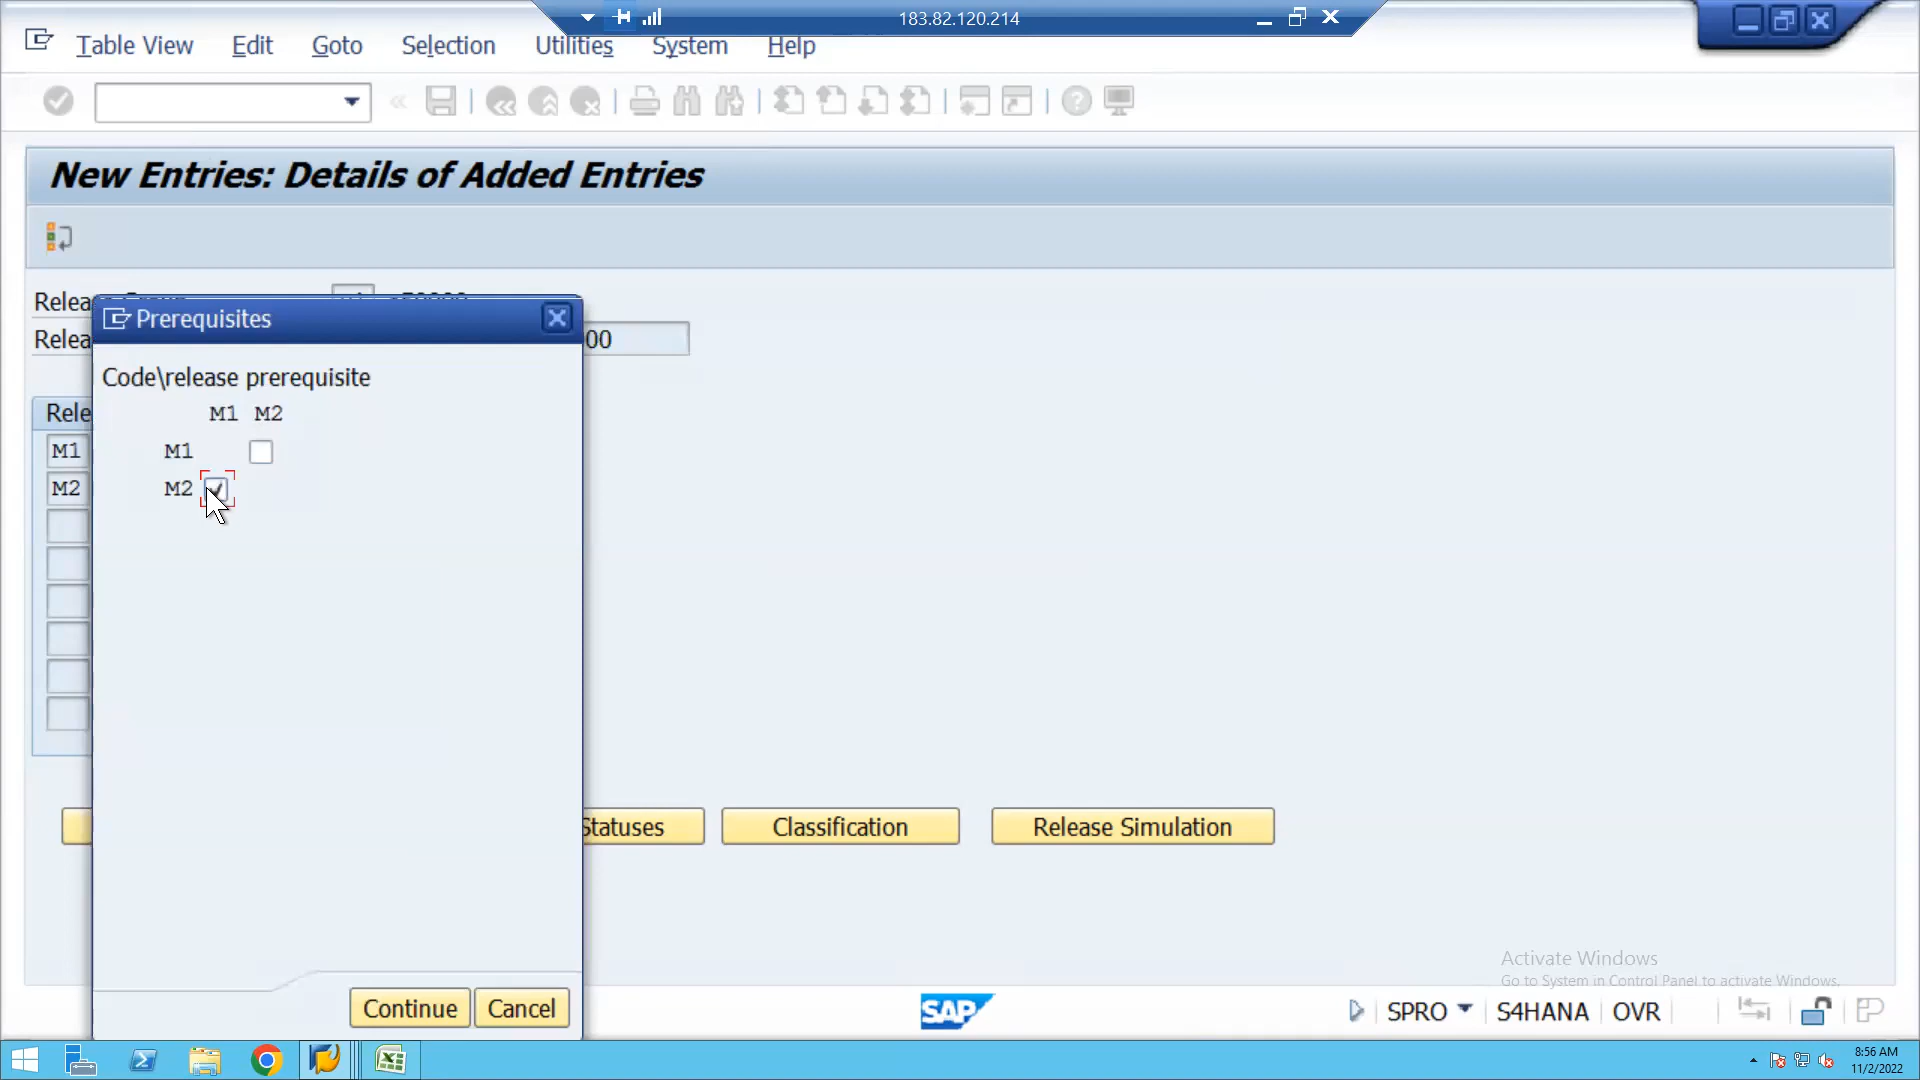 183.82.120.214
Table View Edit Goto Selection Utilities System Help
New Entries: Details of Added Entries
Relea
Relea 00
Prerequisites
Code\release prerequisite
M1 M2
M1
M2
Rele
M1
M2
Statuses Classification Release Simulation
Continue Cancel
Activate Windows
Go to System in Control Panel to activate Windows.
SAP SPRO S4HANA OVR
8:56 AM
11/2/2022